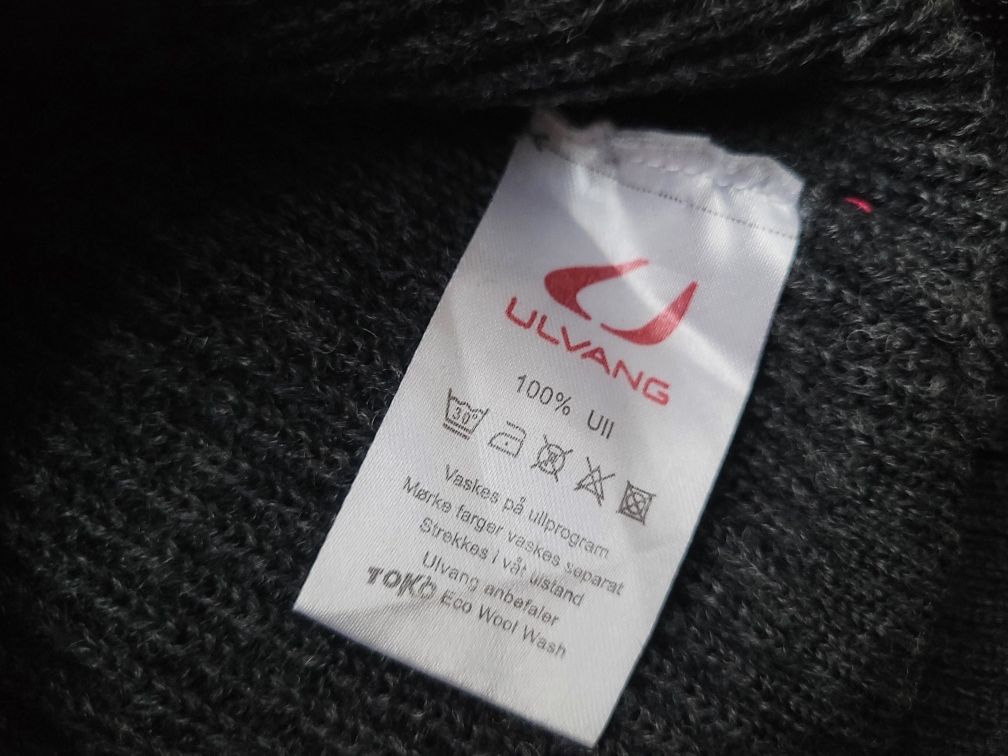 ULVANG
100% Ull
30°
Vaskes på ullprogram
Mørke farger vaskes separat
Strekkes i våt tilstand
Ulvang anbefaler
TOKO Eco Wool Wash